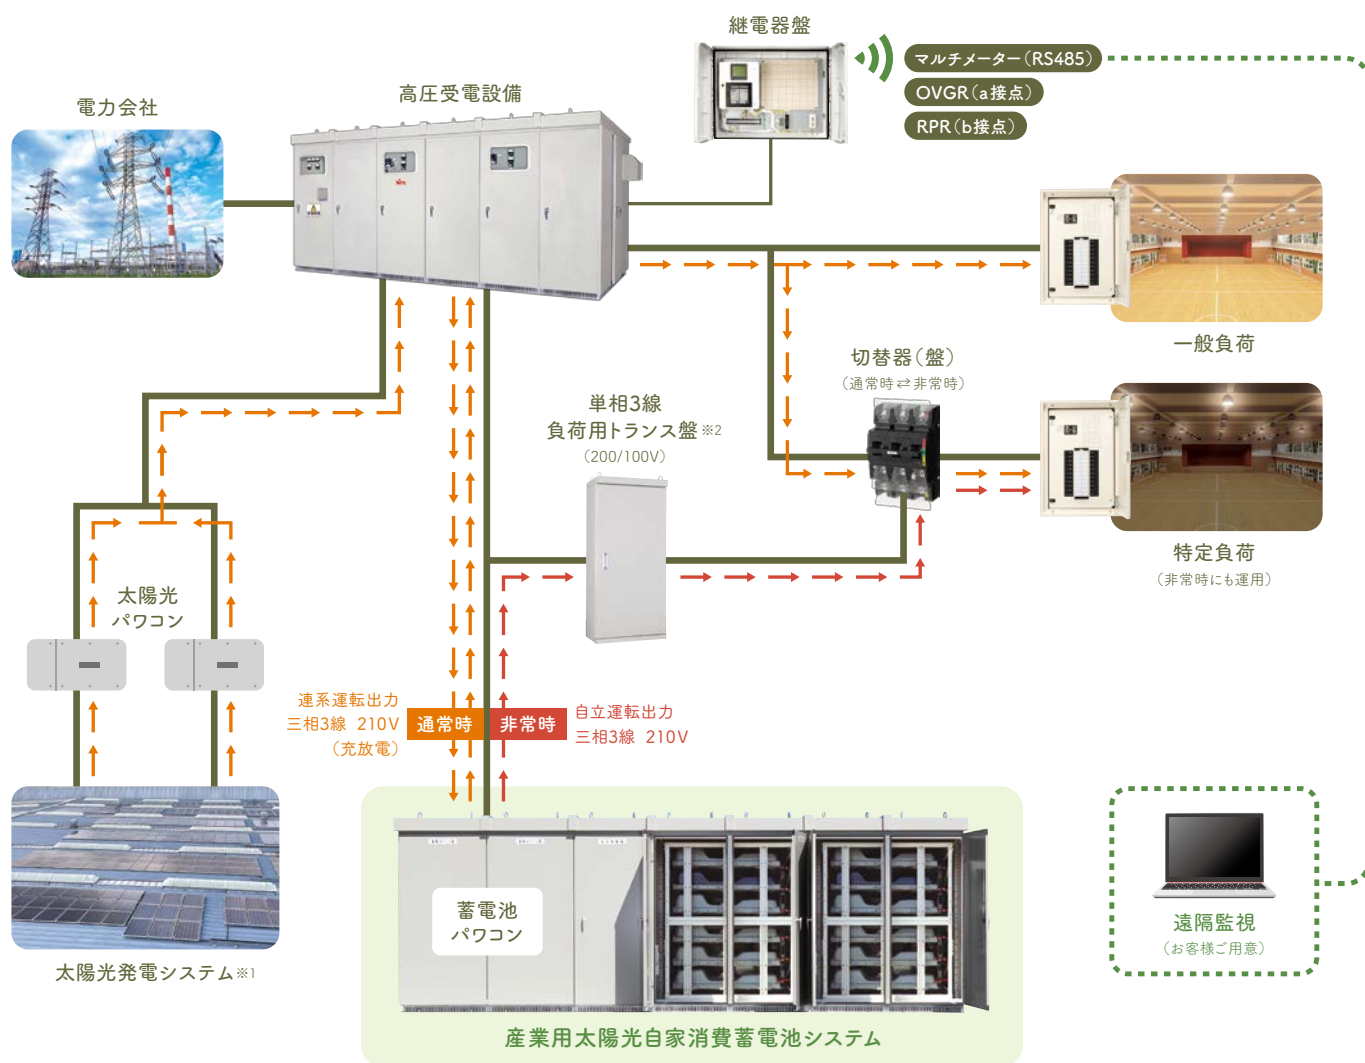 継電器盤
マルチメーター(RS485)
OVGR(a接点)
RPR(b接点)
電力会社
高圧受電設備
一般負荷
切替器(盤)
(通常時⇄非常時)
単相3線
負荷用トランス盤※2
(200/100V)
特定負荷
(非常時にも運用)
太陽光
パワコン
連系運転出力
三相3線 210V
(充放電)
通常時
非常時
自立運転出力
三相3線 210V
太陽光発電システム※1
蓄電池
パワコン
産業用太陽光自家消費蓄電池システム
遠隔監視
(お客様ご用意)